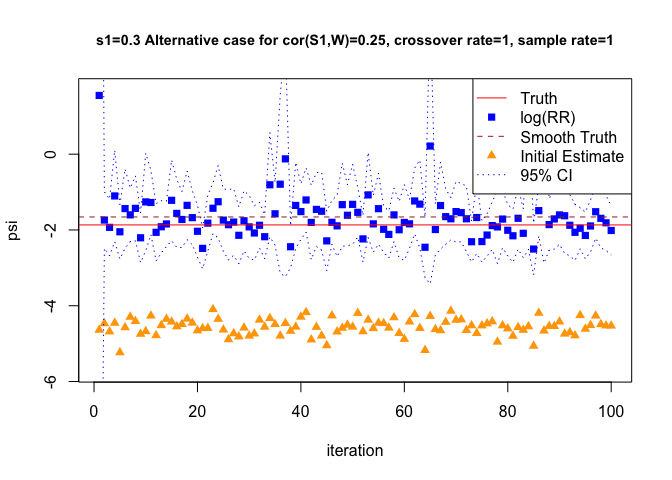 s1=0.3 Alternative case for cor(S1,W)=0.25, crossover rate=1, sample rate=1
Truth
log(RR)
Smooth Truth
Initial Estimate
95% CI
psi
0
-2
-4
-6
0 20 40 60 80 100
iteration